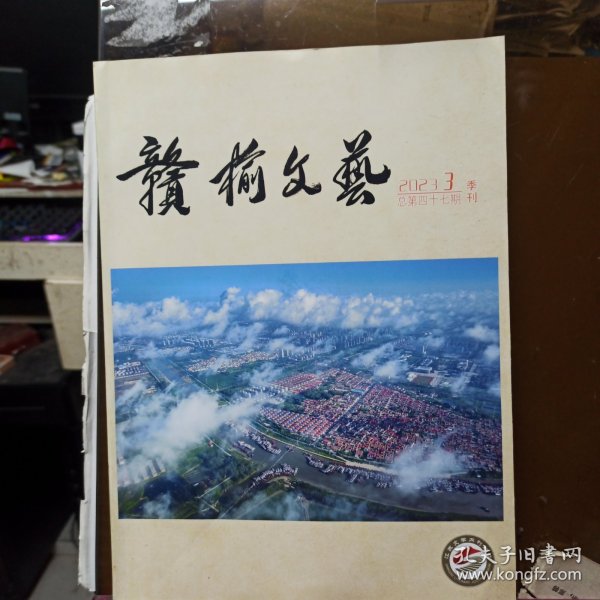 贛榆文藝
2023 3 季
总第四十七期 刊
孔夫子旧书网
www.kongfz.com